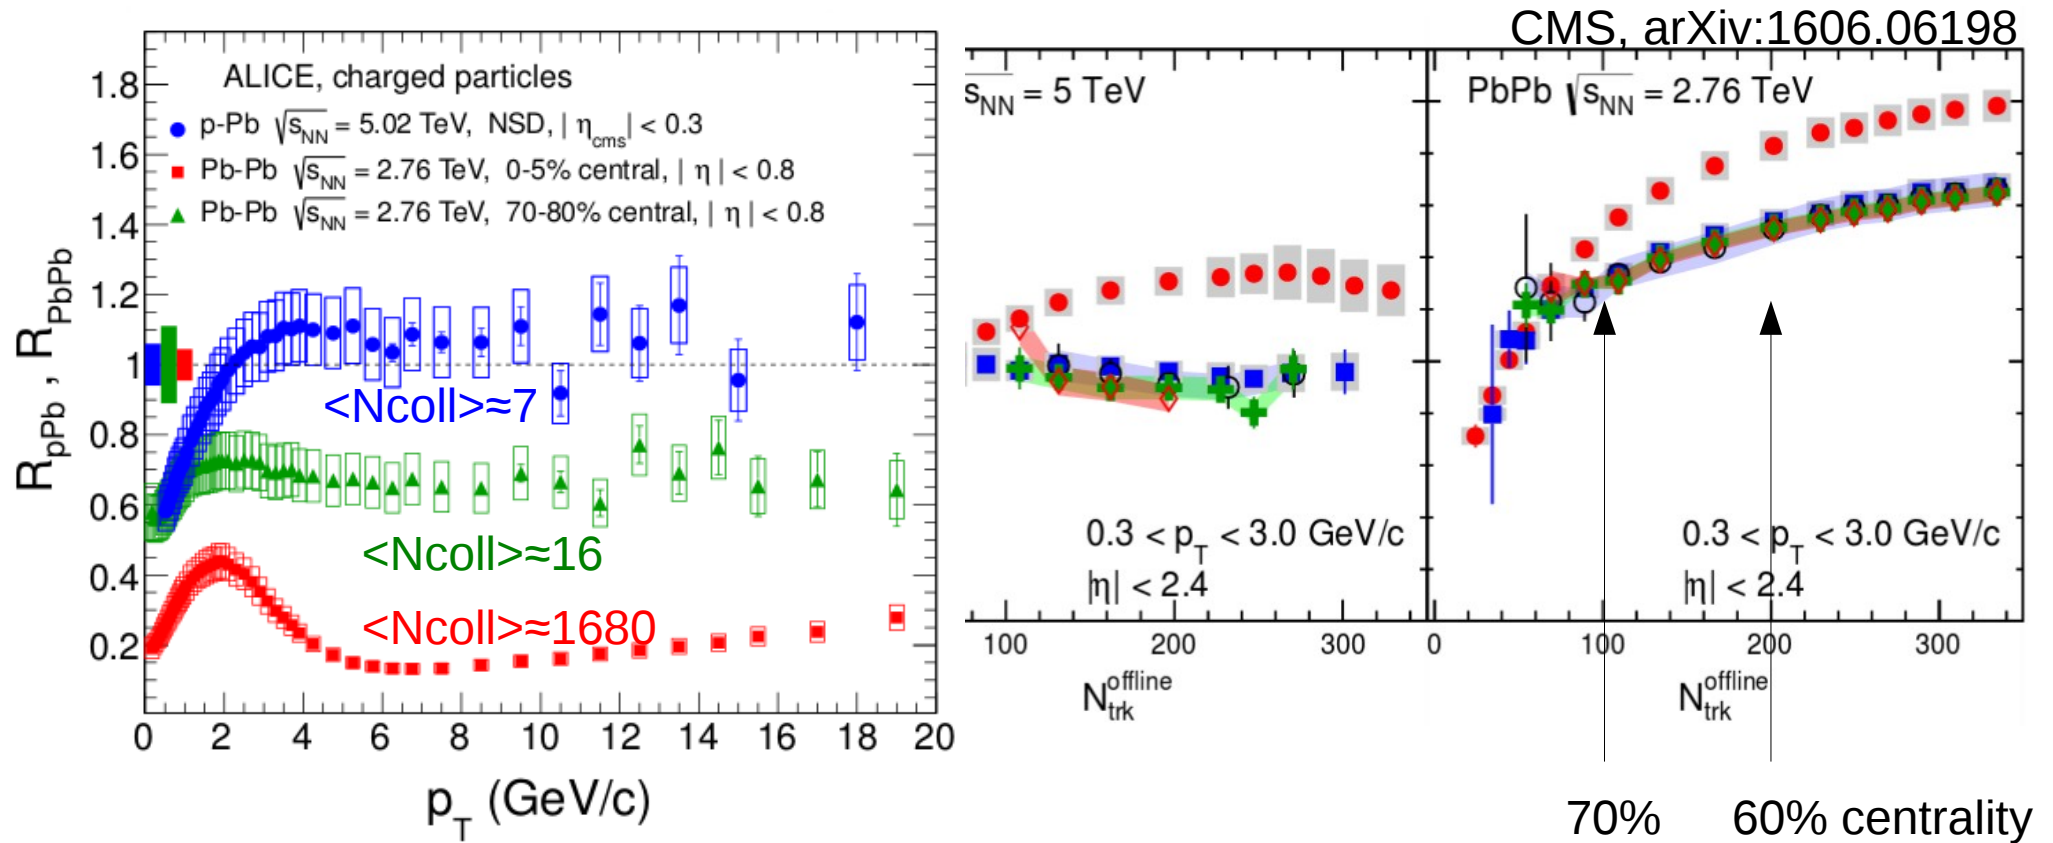 CMS, arXiv:1606.06198
ALICE, charged particles
p-Pb √sNN = 5.02 TeV, NSD, | ηcms| < 0.3
Pb-Pb √sNN = 2.76 TeV, 0-5% central, | η | < 0.8
Pb-Pb √sNN = 2.76 TeV, 70-80% central, | η | < 0.8
RpPb , RPbPb
1.8
1.6
1.4
1.2
1
0.8
0.6
0.4
0.2
<Ncoll>≈7
<Ncoll>≈16
<Ncoll>≈1680
0 2 4 6 8 10 12 14 16 18 20
pT (GeV/c)
sNN = 5 TeV
0.3 < pT < 3.0 GeV/c
|η| < 2.4
100 200 300
Ntrk offline
PbPb √sNN = 2.76 TeV
0.3 < pT < 3.0 GeV/c
|η| < 2.4
0 100 200 300
Ntrk offline
70% 60% centrality